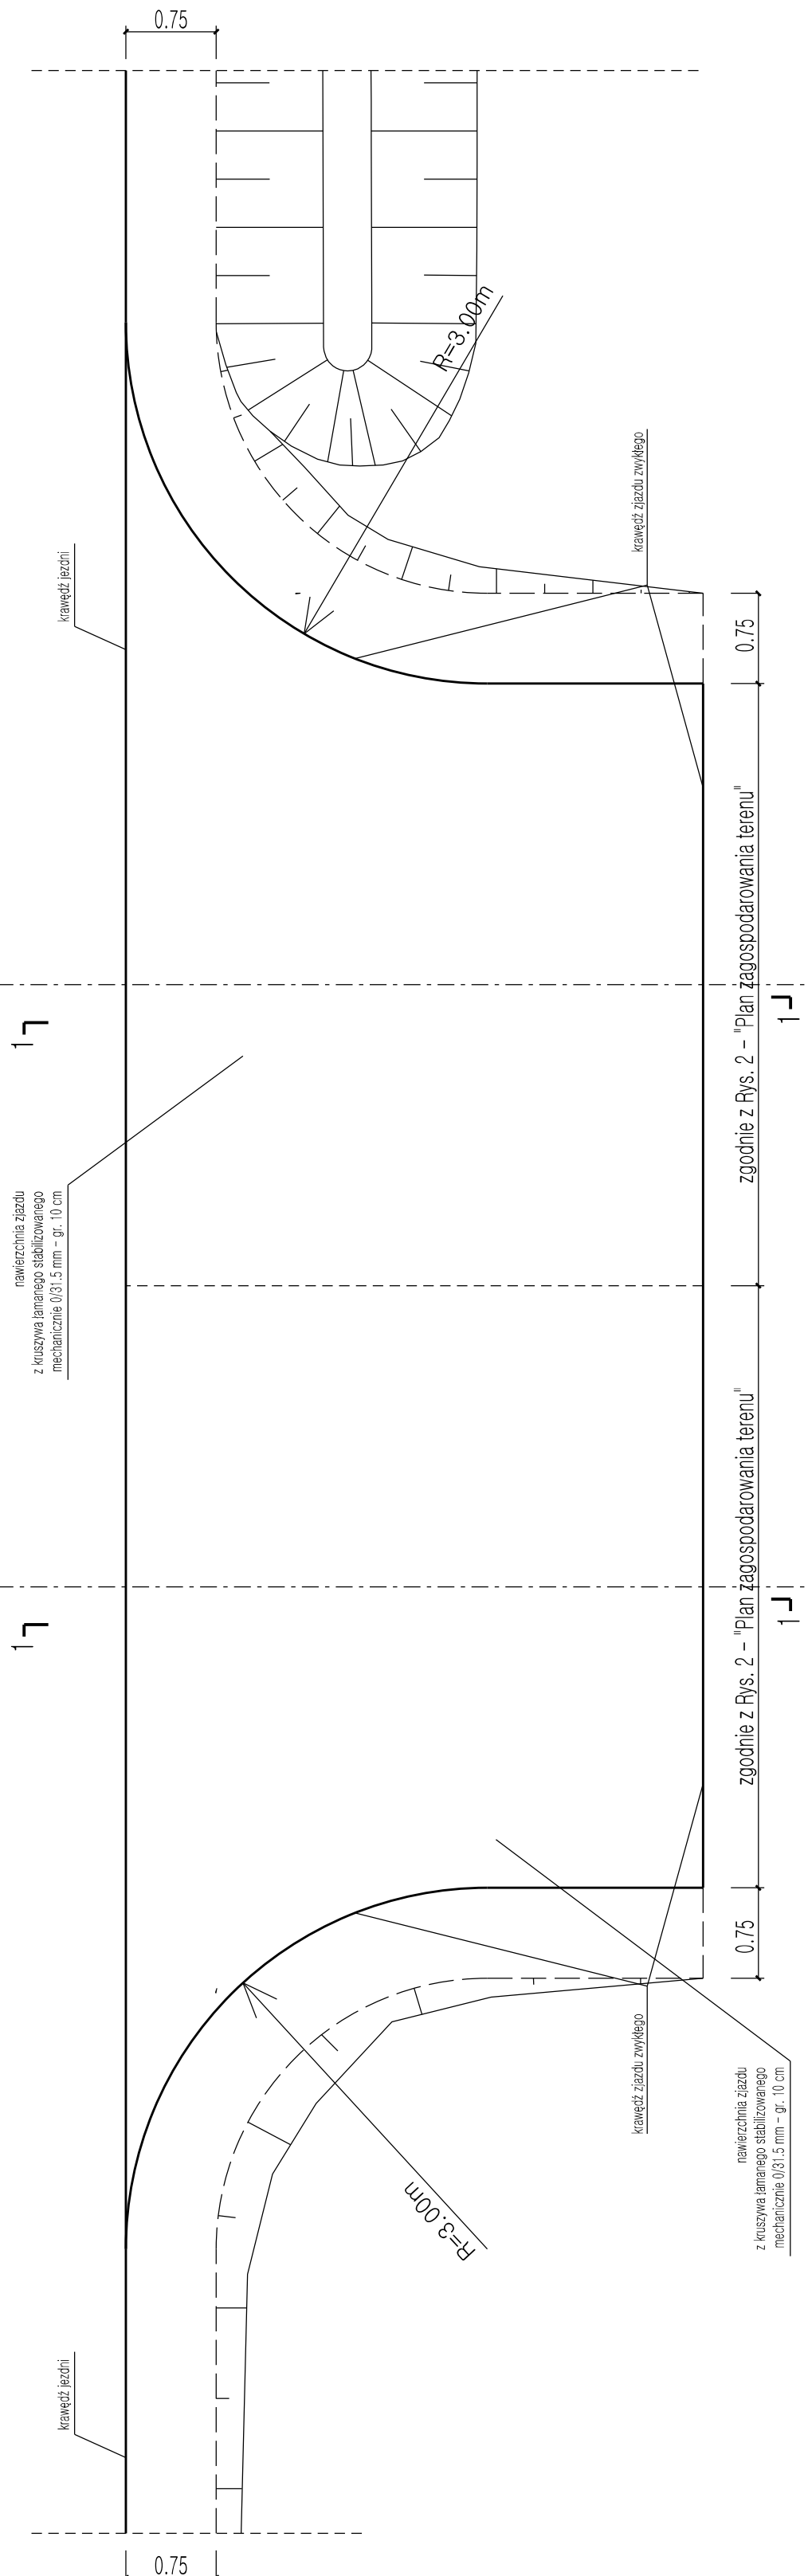 0.75
R=3.00m
krawędź zjazdu zwykłego
krawędź jezdni
0.75
zgodnie z Rys. 2 - "Plan zagospodarowania terenu"
1
1
nawierzchnia zjazdu
z kruszywa łamanego stabilizowanego
mechanicznie 0/31.5 mm - gr. 10 cm
zgodnie z Rys. 2 - "Plan zagospodarowania terenu"
1
1
0.75
krawędź zjazdu zwykłego
nawierzchnia zjazdu
z kruszywa łamanego stabilizowanego
mechanicznie 0/31.5 mm - gr. 10 cm
R=3.00m
krawędź jezdni
0.75